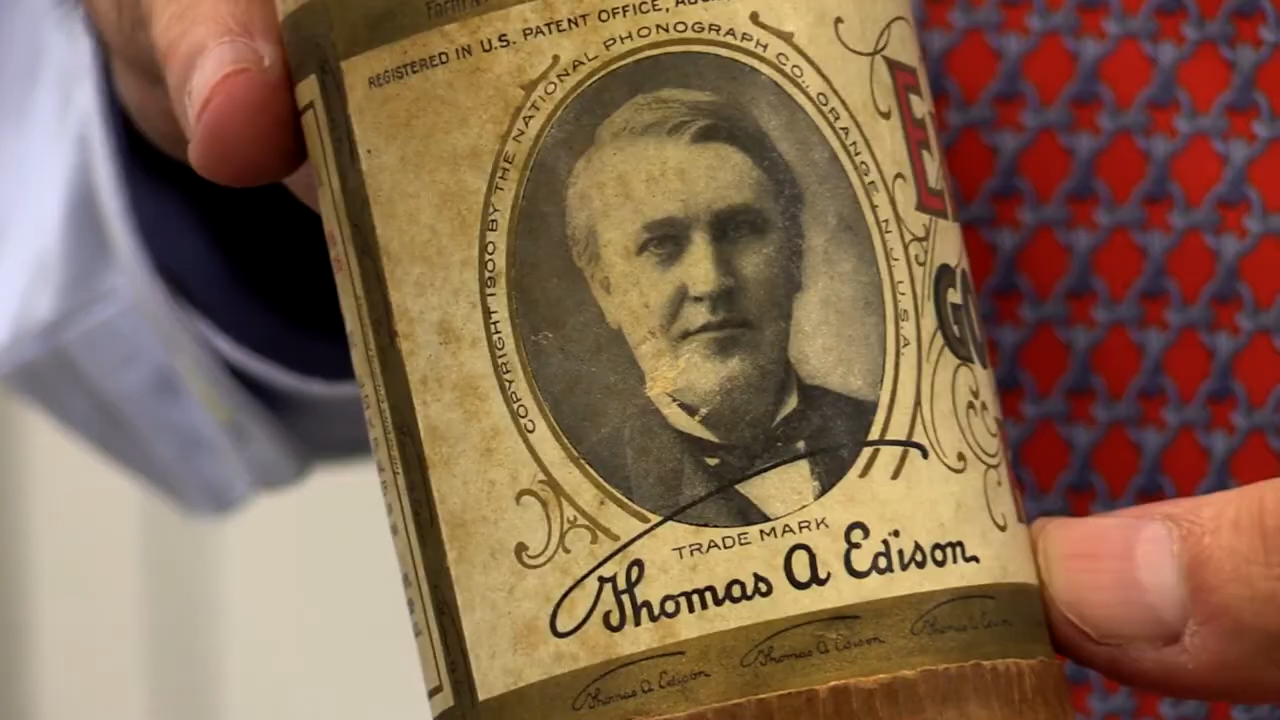 REGISTERED IN U.S. PATENT OFFICE,
COPYRIGHT 1900 BY THE NATIONAL PHONOGRAPH CO., ORANGE, N.J. U.S.A.
TRADE MARK
Thomas A Edison
Thomas A Edison
Thomas A Edison
Thomas A Edison